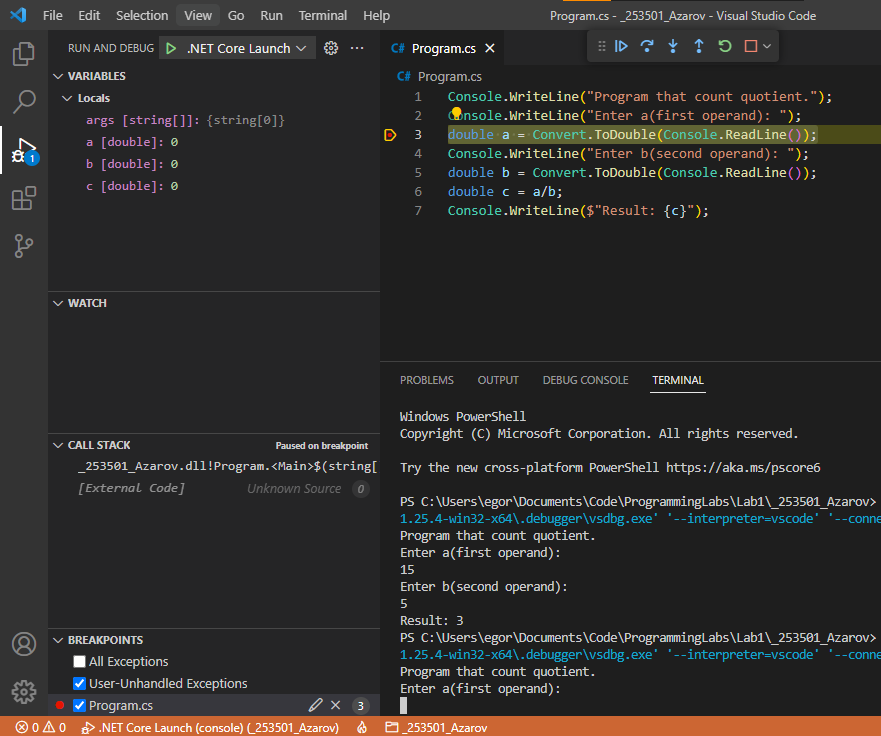 File Edit Selection View Go Run Terminal Help Program.cs - _253501_Azarov - Visual Studio Code
RUN AND DEBUG .NET Core Launch ...
VARIABLES
Locals
args [string[]]: {string[0]}
a [double]: 0
b [double]: 0
c [double]: 0
WATCH
CALL STACK Paused on breakpoint
_253501_Azarov.dll!Program.<Main>$(string[
[External Code] Unknown Source 0
BREAKPOINTS
All Exceptions
User-Unhandled Exceptions
Program.cs 3
1
C# Program.cs
C# Program.cs
1 Console.WriteLine("Program that count quotient.");
2 Console.WriteLine("Enter a(first operand): ");
3 double a = Convert.ToDouble(Console.ReadLine());
4 Console.WriteLine("Enter b(second operand): ");
5 double b = Convert.ToDouble(Console.ReadLine());
6 double c = a/b;
7 Console.WriteLine($"Result: {c}");
PROBLEMS OUTPUT DEBUG CONSOLE TERMINAL
Windows PowerShell
Copyright (C) Microsoft Corporation. All rights reserved.
Try the new cross-platform PowerShell https://aka.ms/pscore6
PS C:\Users\egor\Documents\Code\ProgrammingLabs\Lab1\_253501_Azarov>
1.25.4-win32-x64\.debugger\vsdbg.exe' '--interpreter=vscode' '--conne
Program that count quotient.
Enter a(first operand):
15
Enter b(second operand):
5
Result: 3
PS C:\Users\egor\Documents\Code\ProgrammingLabs\Lab1\_253501_Azarov>
1.25.4-win32-x64\.debugger\vsdbg.exe' '--interpreter=vscode' '--conne
Program that count quotient.
Enter a(first operand):
0 0 .NET Core Launch (console) (_253501_Azarov) _253501_Azarov